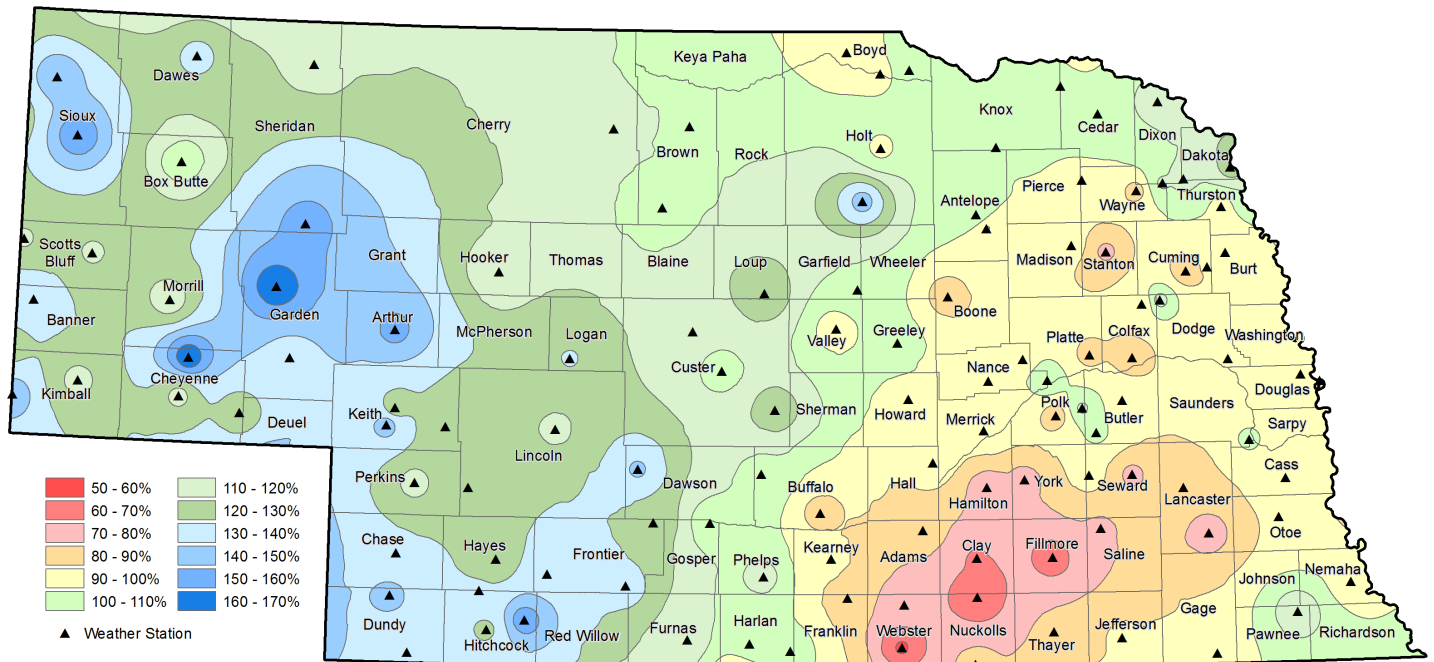 Boyd
Keya Paha
Dawes
Knox
Sioux
Sheridan
Cherry
Cedar
Dixon
Holt
Brown
Rock
Dakota
Box Butte
Pierce
Thurston
Antelope
Wayne
Scotts
Bluff
Grant
Hooker
Thomas
Blaine
Loup
Garfield
Wheeler
Madison
Stanton
Cuming
Burt
Morrill
Garden
Banner
Arthur
McPherson
Logan
Valley
Greeley
Boone
Platte
Colfax
Dodge
Washington
Cheyenne
Custer
Nance
Kimball
Douglas
Keith
Deuel
Sherman
Howard
Merrick
Polk
Butler
Saunders
Sarpy
Lincoln
Perkins
Dawson
Buffalo
Hall
Hamilton
York
Seward
Lancaster
Cass
Otoe
Chase
Hayes
Frontier
Gosper
Phelps
Kearney
Adams
Clay
Fillmore
Saline
Johnson
Nemaha
Dundy
Hitchcock
Red Willow
Furnas
Harlan
Franklin
Webster
Nuckolls
Thayer
Jefferson
Gage
Pawnee
Richardson
50 - 60%
60 - 70%
70 - 80%
80 - 90%
90 - 100%
100 - 110%
110 - 120%
120 - 130%
130 - 140%
140 - 150%
150 - 160%
160 - 170%
Weather Station